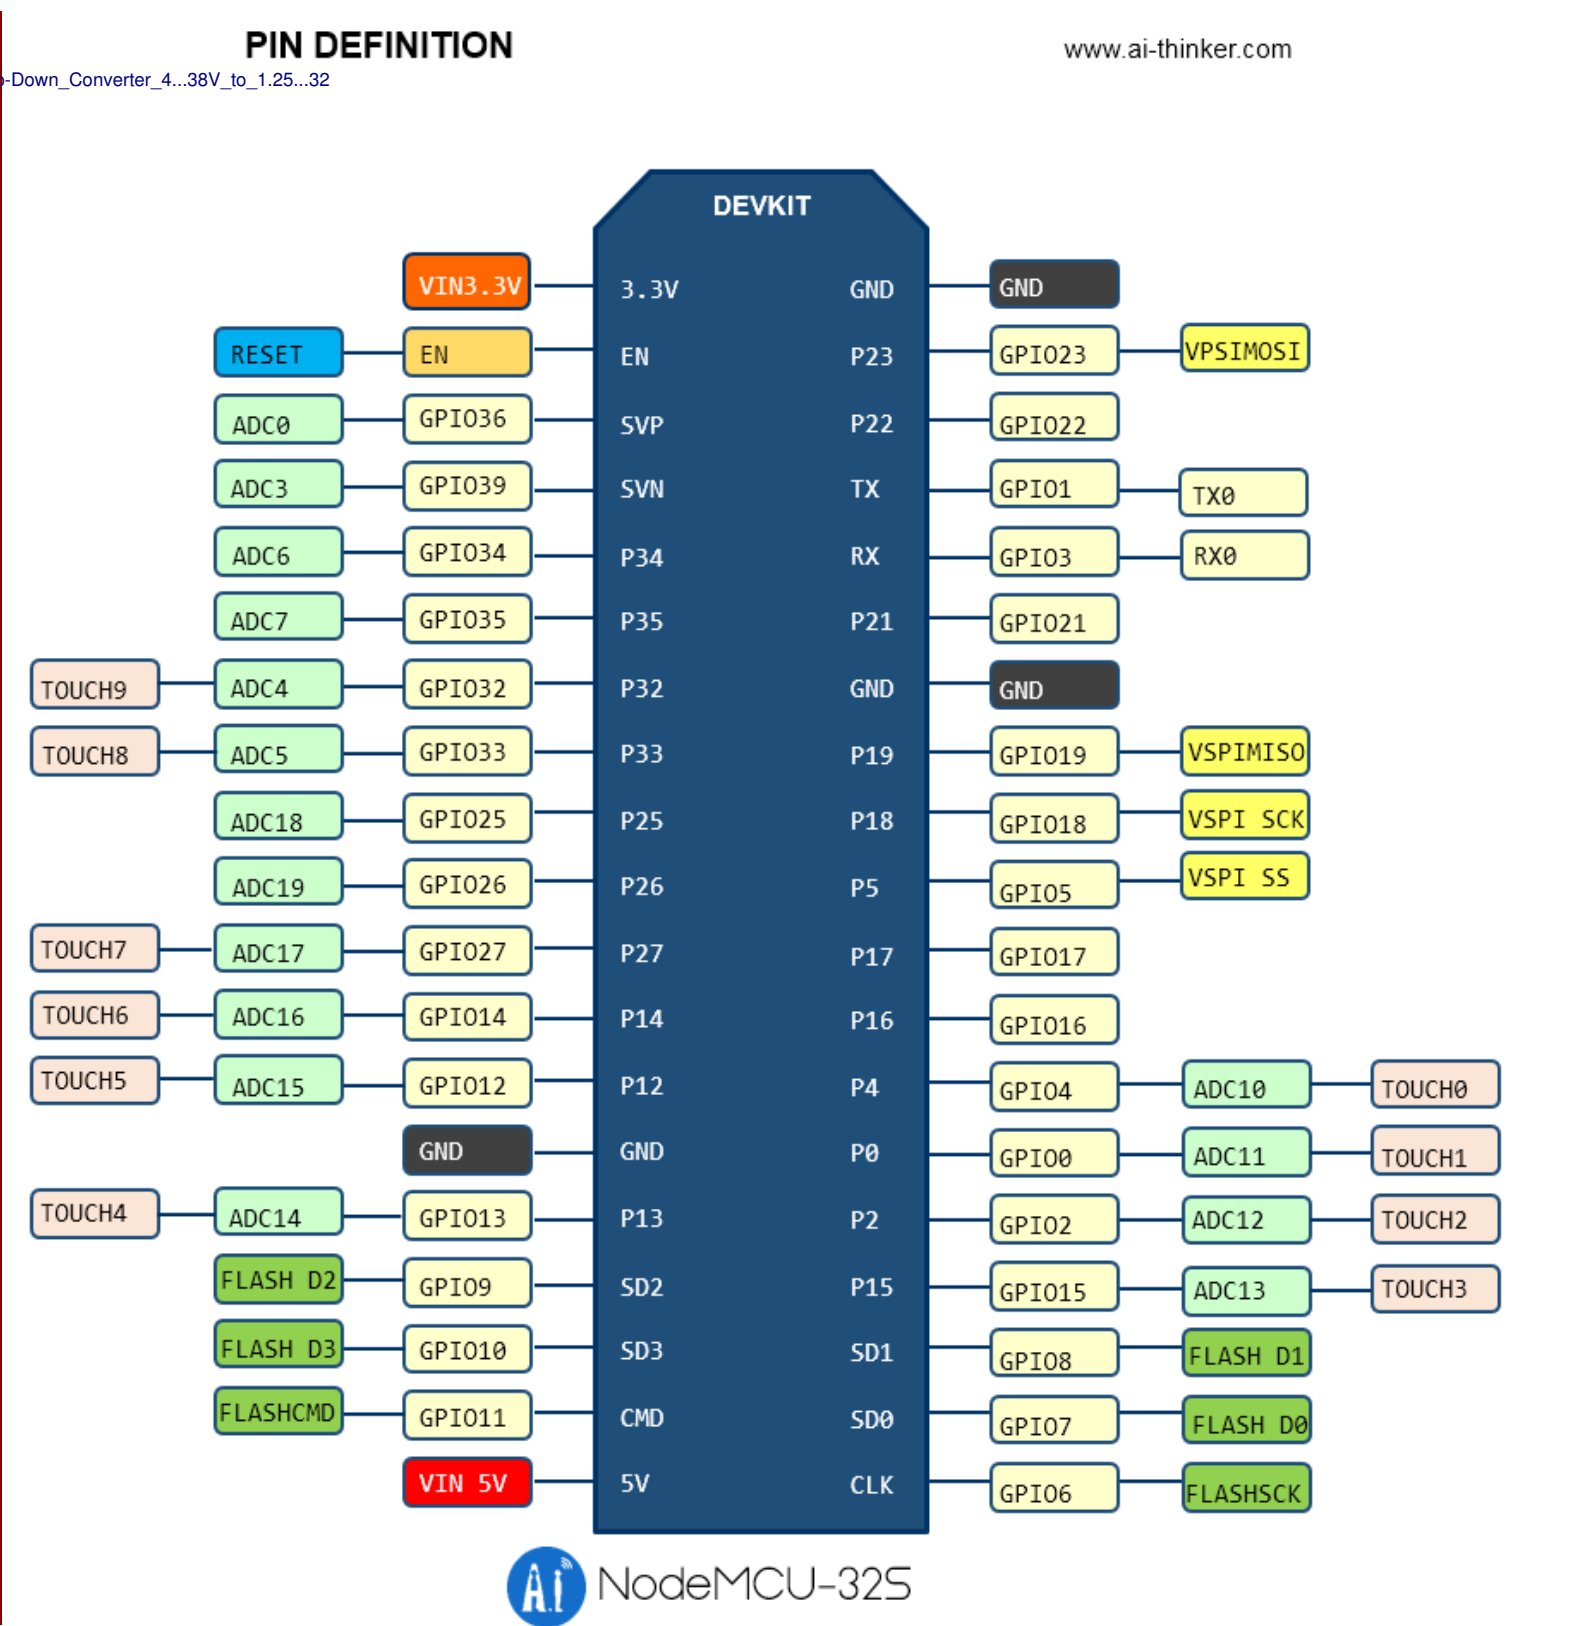 PIN DEFINITION www.ai-thinker.com
-Down_Converter_4...38V_to_1.25...32
DEVKIT
VIN3.3V 3.3V GND GND
RESET EN EN P23 GPIO23 VPSIMOSI
ADC0 GPIO36 SVP P22 GPIO22
ADC3 GPIO39 SVN TX GPIO1 TX0
ADC6 GPIO34 P34 RX GPIO3 RX0
ADC7 GPIO35 P35 P21 GPIO21
TOUCH9 ADC4 GPIO32 P32 GND GND
TOUCH8 ADC5 GPIO33 P33 P19 GPIO19 VSPIMISO
ADC18 GPIO25 P25 P18 GPIO18 VSPI SCK
ADC19 GPIO26 P26 P5 GPIO5 VSPI SS
TOUCH7 ADC17 GPIO27 P27 P17 GPIO17
TOUCH6 ADC16 GPIO14 P14 P16 GPIO16
TOUCH5 ADC15 GPIO12 P12 P4 GPIO4 ADC10 TOUCH0
GND GND P0 GPIO0 ADC11 TOUCH1
TOUCH4 ADC14 GPIO13 P13 P2 GPIO2 ADC12 TOUCH2
FLASH D2 GPIO9 SD2 P15 GPIO15 ADC13 TOUCH3
FLASH D3 GPIO10 SD3 SD1 GPIO8 FLASH D1
FLASHCMD GPIO11 CMD SD0 GPIO7 FLASH D0
VIN 5V 5V CLK GPIO6 FLASHSCK
A.i NodeMCU-32S